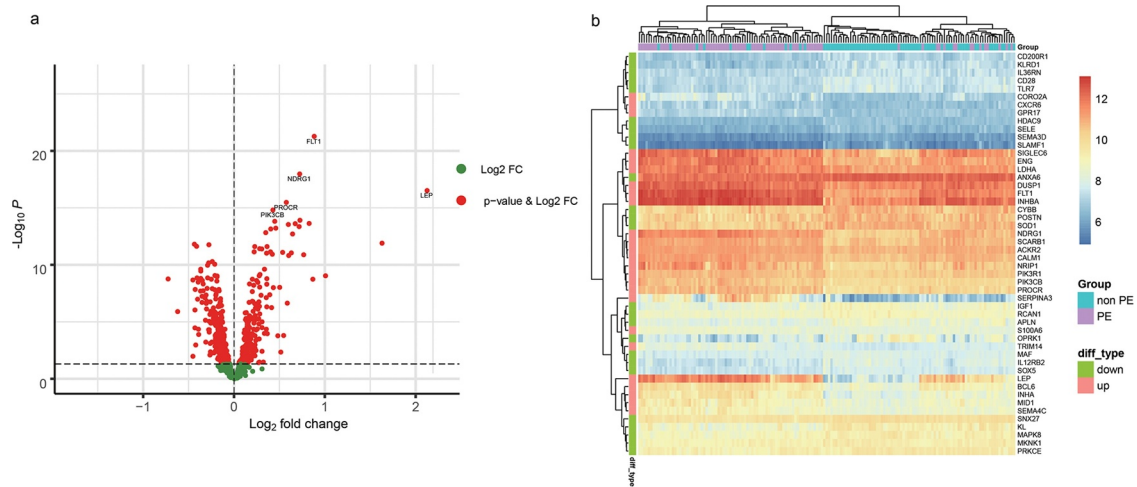 a
-Log10 P
20
10
0
FLT1
NDRG1
LEP
PROCR
PIK3CB
−1
0
1
2
Log2 fold change
Log2 FC
p-value & Log2 FC
b
Group
CD200R1
KLRD1
IL36RN
CD28
TLR7
CORO2A
CXCR6
GPR17
HDAC9
SELE
SEMA3D
SLAMF1
SIGLEC6
ENG
LDHA
ANXA6
DUSP1
FLT1
INHBA
CYBB
POSTN
SOD1
NDRG1
SCARB1
ACKR2
CALM1
NRIP1
PIK3R1
PIK3CB
PROCR
SERPINA3
IGF1
RCAN1
APLN
S100A6
OPRK1
TRIM14
MAF
IL12RB2
SOX5
LEP
BCL6
INHA
MID1
SEMA4C
SNX27
KL
MAPK8
MKNK1
PRKCE
diff_type
12
10
8
6
Group
non PE
PE
diff_type
down
up